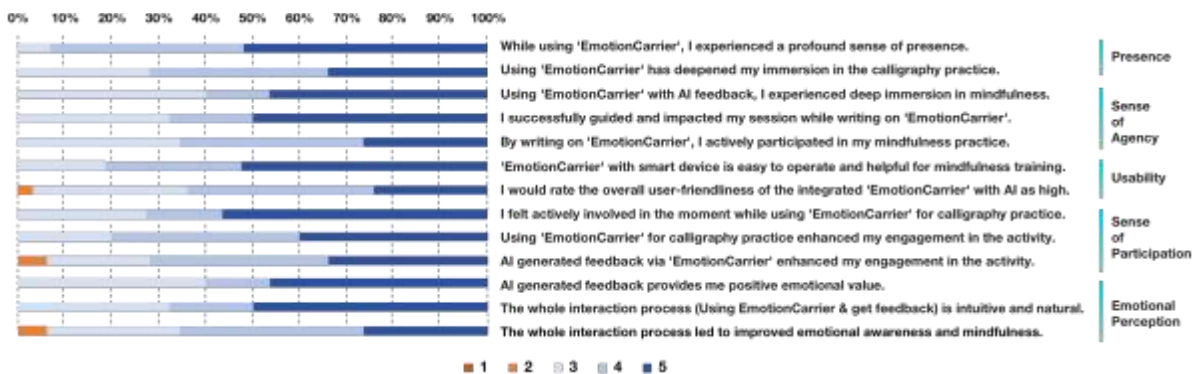 0% 10% 20% 30% 40% 50% 60% 70% 80% 90% 100%
While using 'EmotionCarrier', I experienced a profound sense of presence.
Using 'EmotionCarrier' has deepened my immersion in the calligraphy practice.
Presence
Using 'EmotionCarrier' with AI feedback, I experienced deep immersion in mindfulness.
I successfully guided and impacted my session while writing on 'EmotionCarrier'.
By writing on 'EmotionCarrier', I actively participated in my mindfulness practice.
Sense
of
Agency
'EmotionCarrier' with smart device is easy to operate and helpful for mindfulness training.
I would rate the overall user-friendliness of the integrated 'EmotionCarrier' with AI as high.
Usability
I felt actively involved in the moment while using 'EmotionCarrier' for calligraphy practice.
Using 'EmotionCarrier' for calligraphy practice enhanced my engagement in the activity.
AI generated feedback via 'EmotionCarrier' enhanced my engagement in the activity.
Sense
of
Participation
AI generated feedback provides me positive emotional value.
The whole interaction process (Using EmotionCarrier & get feedback) is intuitive and natural.
The whole interaction process led to improved emotional awareness and mindfulness.
Emotional
Perception
1 2 3 4 5